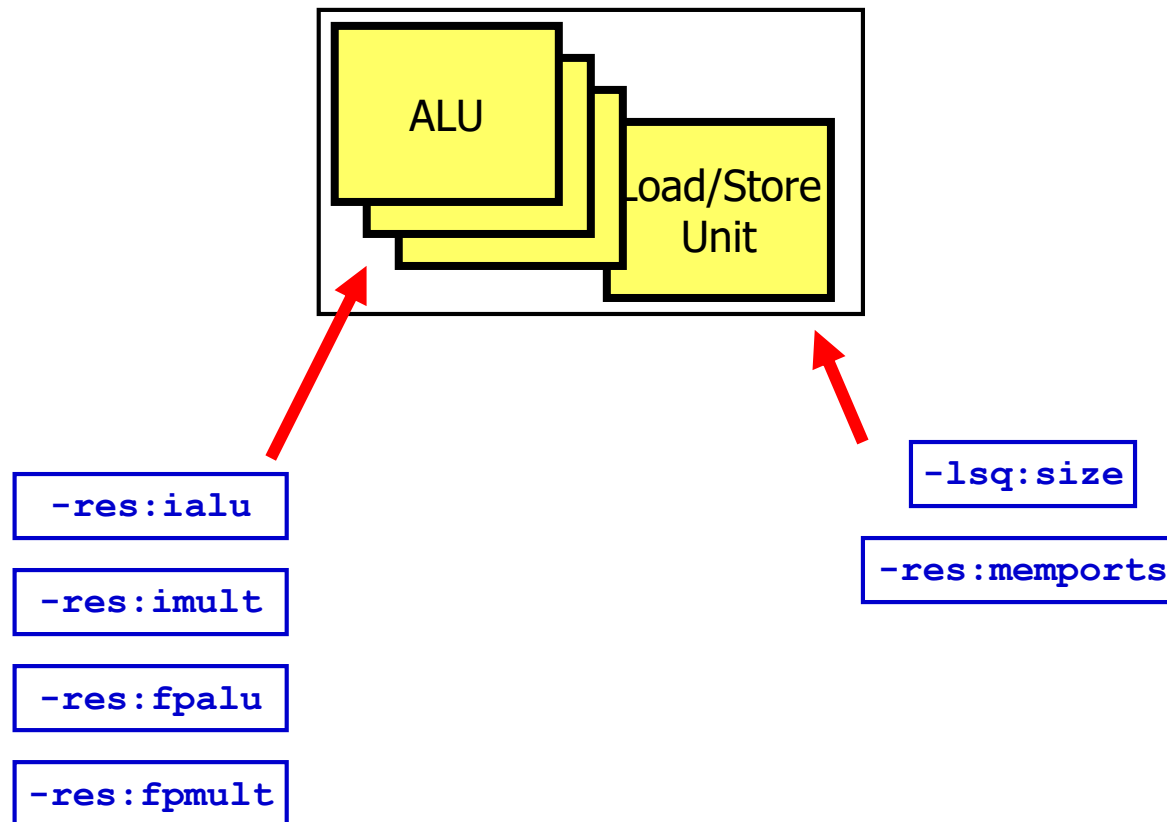 ALU
Load/Store
Unit
-res:ialu
-res:imult
-res:fpalu
-res:fpmult
-lsq:size
-res:memports